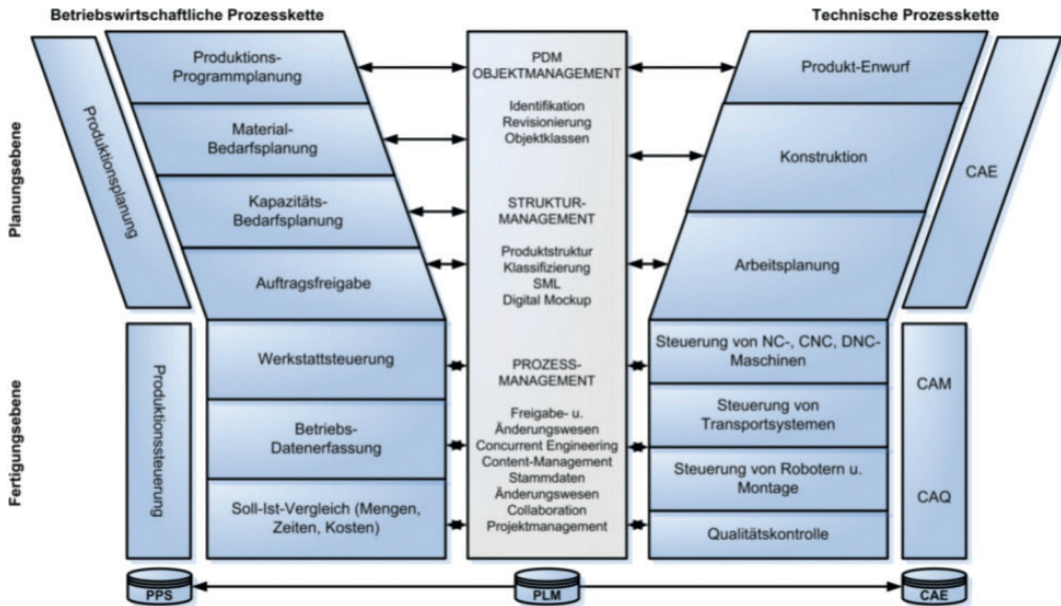 Betriebswirtschaftliche Prozesskette
Technische Prozesskette
Planungsebene
Fertigungsebene
Produktionsplanung
Produktions-
Programmplanung
Material-
Bedarfsplanung
Kapazitäts-
Bedarfsplanung
Auftragsfreigabe
Produktionssteuerung
Werkstattsteuerung
Betriebs-
Datenerfassung
Soll-Ist-Vergleich (Mengen,
Zeiten, Kosten)
PDM
OBJEKTMANAGEMENT
Identifikation
Revisionierung
Objektklassen
STRUKTUR-
MANAGEMENT
Produktstruktur
Klassifizierung
SML
Digital Mockup
PROZESS-
MANAGEMENT
Freigabe- u.
Änderungswesen
Concurrent Engineering
Content-Management
Stammdaten
Änderungswesen
Collaboration
Projektmanagement
Produkt-Enwurf
Konstruktion
Arbeitsplanung
CAE
Steuerung von NC-, CNC, DNC-
Maschinen
Steuerung von
Transportsystemen
Steuerung von Robotern u.
Montage
Qualitätskontrolle
CAM
CAQ
PPS
PLM
CAE